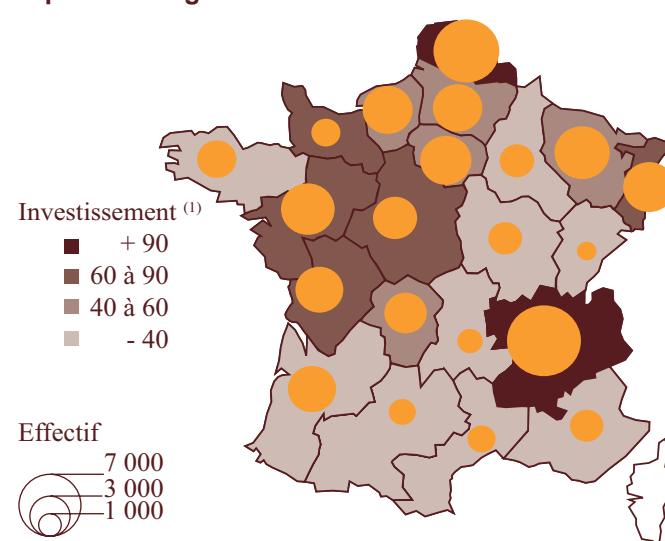 Investissement (1)
+ 90
60 à 90
40 à 60
- 40
Effectif
7 000
3 000
1 000